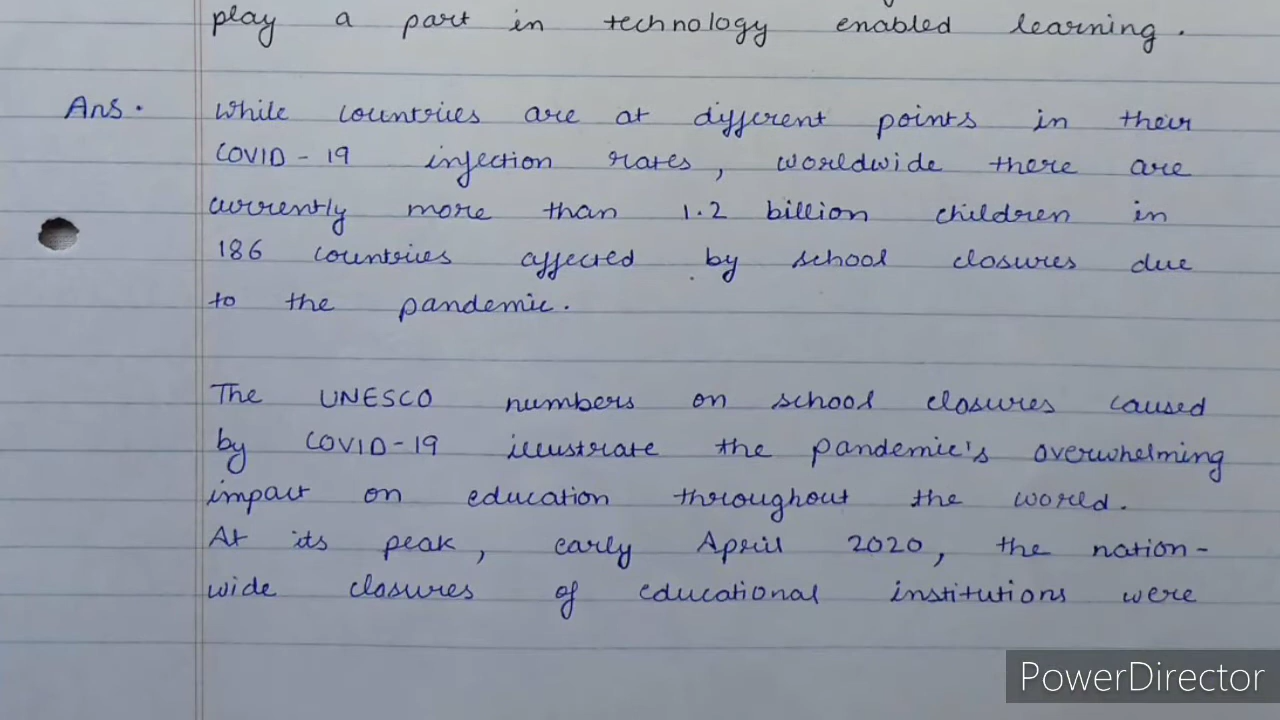 play a part in technology enabled learning.
Ans. While countries are at different points in their
COVID-19 infection rates, worldwide there are
currently more than 1.2 billion children in
186 countries affected by school closures due
to the pandemic.
The UNESCO numbers on school closures caused
by COVID-19 illustrate the pandemic's overwhelming
impact on education throughout the world.
At its peak, early April 2020, the nation-
wide closures of educational institutions were
PowerDirector